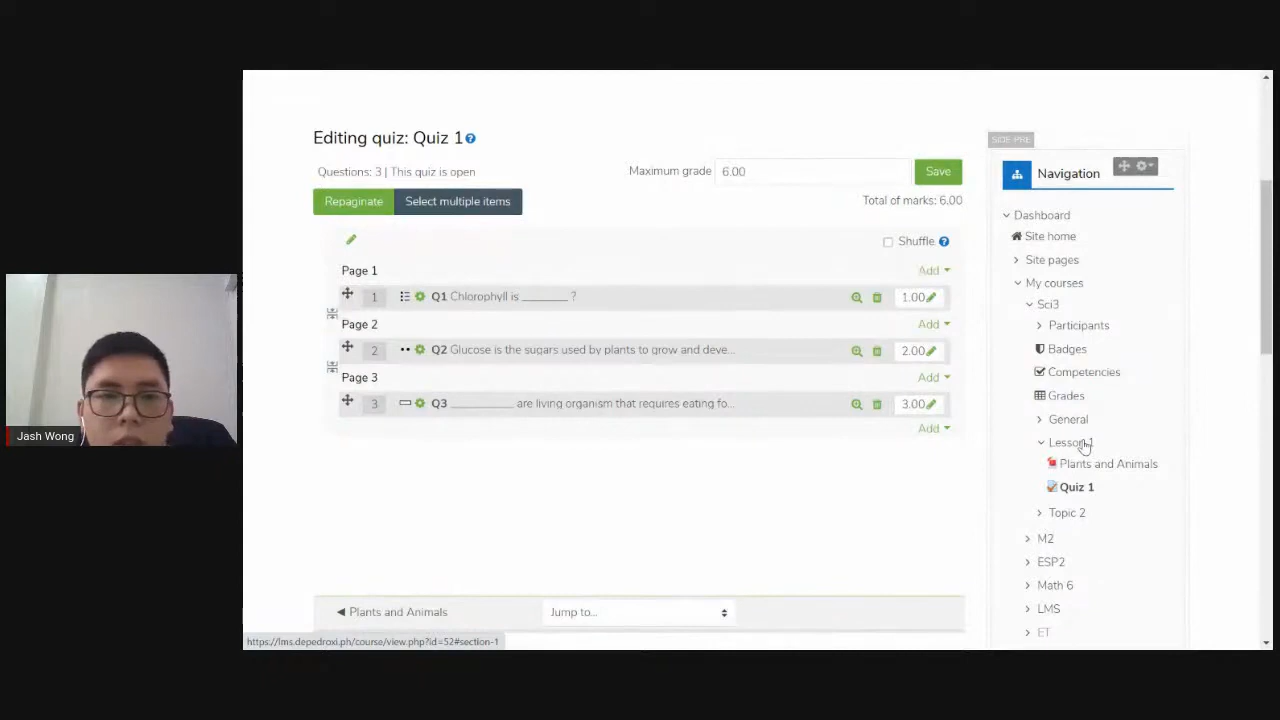 Editing quiz: Quiz 1
SIDE-PRE
Questions: 3 | This quiz is open
Maximum grade 6.00 Save
Navigation
Repaginate Select multiple items
Total of marks: 6.00
Dashboard
Site home
Shuffle
Site pages
Page 1 Add
My courses
1 Q1 Chlorophyll is ________ ? 1.00
Sci3
Page 2 Add
Participants
2 Q2 Glucose is the sugars used by plants to grow and deve... 2.00
Badges
Page 3 Add
Competencies
3 Q3 __________ are living organism that requires eating fo... 3.00
Grades
Add
General
Jash Wong
Lesson 1
Plants and Animals
Quiz 1
Topic 2
M2
ESP2
Math 6
LMS
ET
Plants and Animals Jump to...
https://lms.depedroxi.ph/course/view.php?id=52#section-1